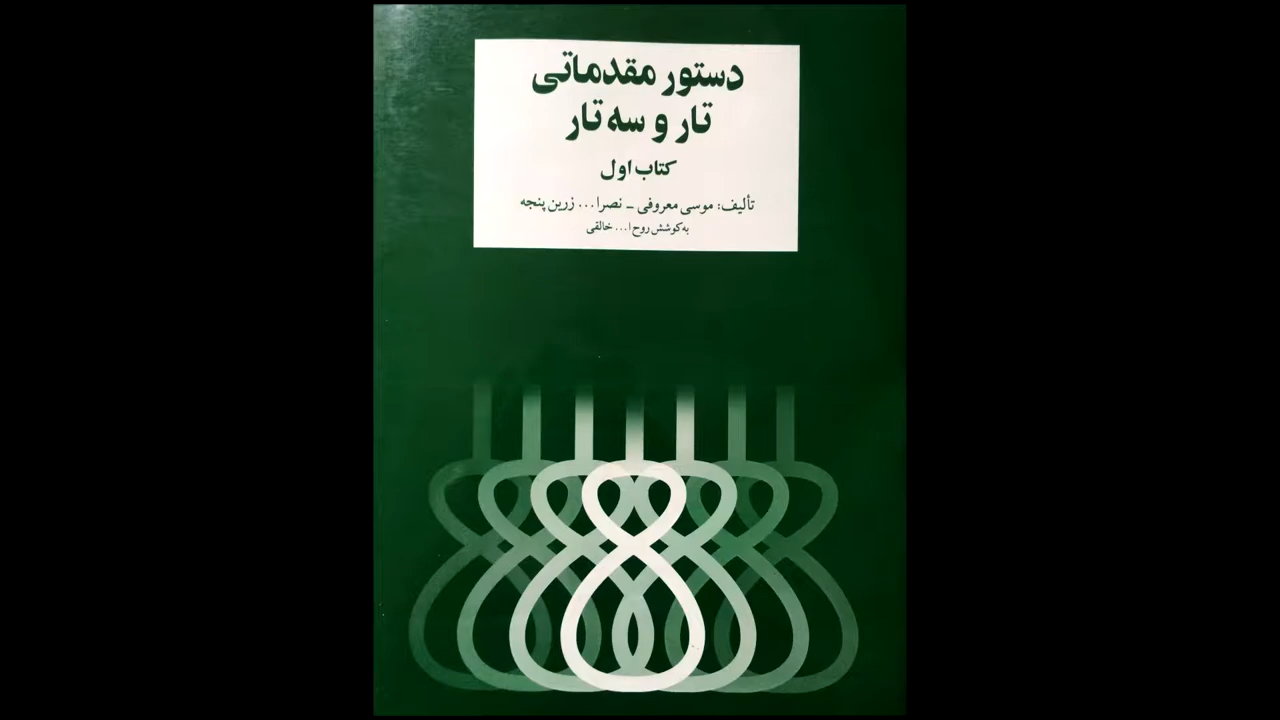 دستور مقدماتی
تار و سه تار
کتاب اول
تألیف: موسی معروفی ـ نصرا... زرین پنجه
به‌کوشش روح ا... خالقی